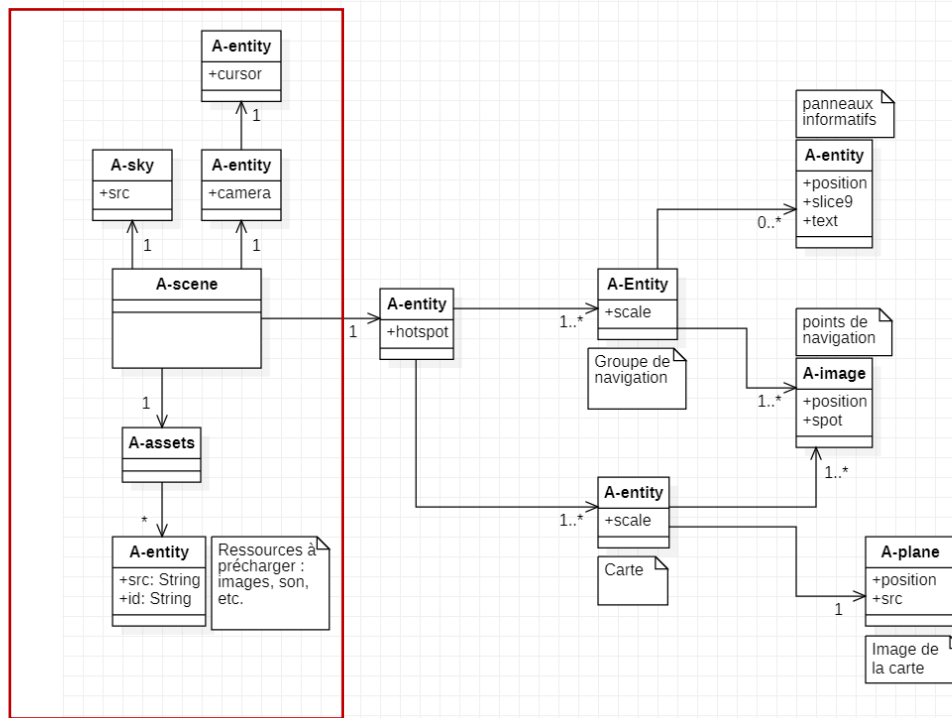 A-entity
+cursor
1
A-sky
+src
A-entity
+camera
1
1
A-scene
1
A-assets
*
A-entity
+src: String
+id: String
Ressources à
précharger :
images, son,
etc.
1
A-entity
+hotspot
1..*
A-Entity
+scale
Groupe de
navigation
0..*
panneaux
informatifs
A-entity
+position
+slice9
+text
1..*
points de
navigation
A-image
+position
+spot
1..*
1..*
A-entity
+scale
Carte
1
A-plane
+position
+src
Image de
la carte